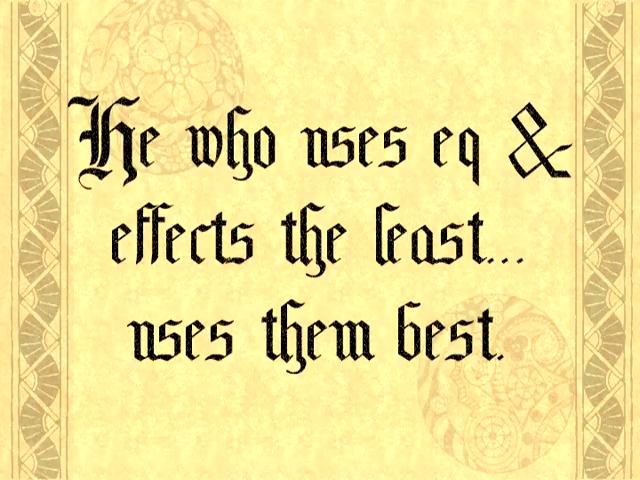 He who uses eq &
effects the least...
uses them best.